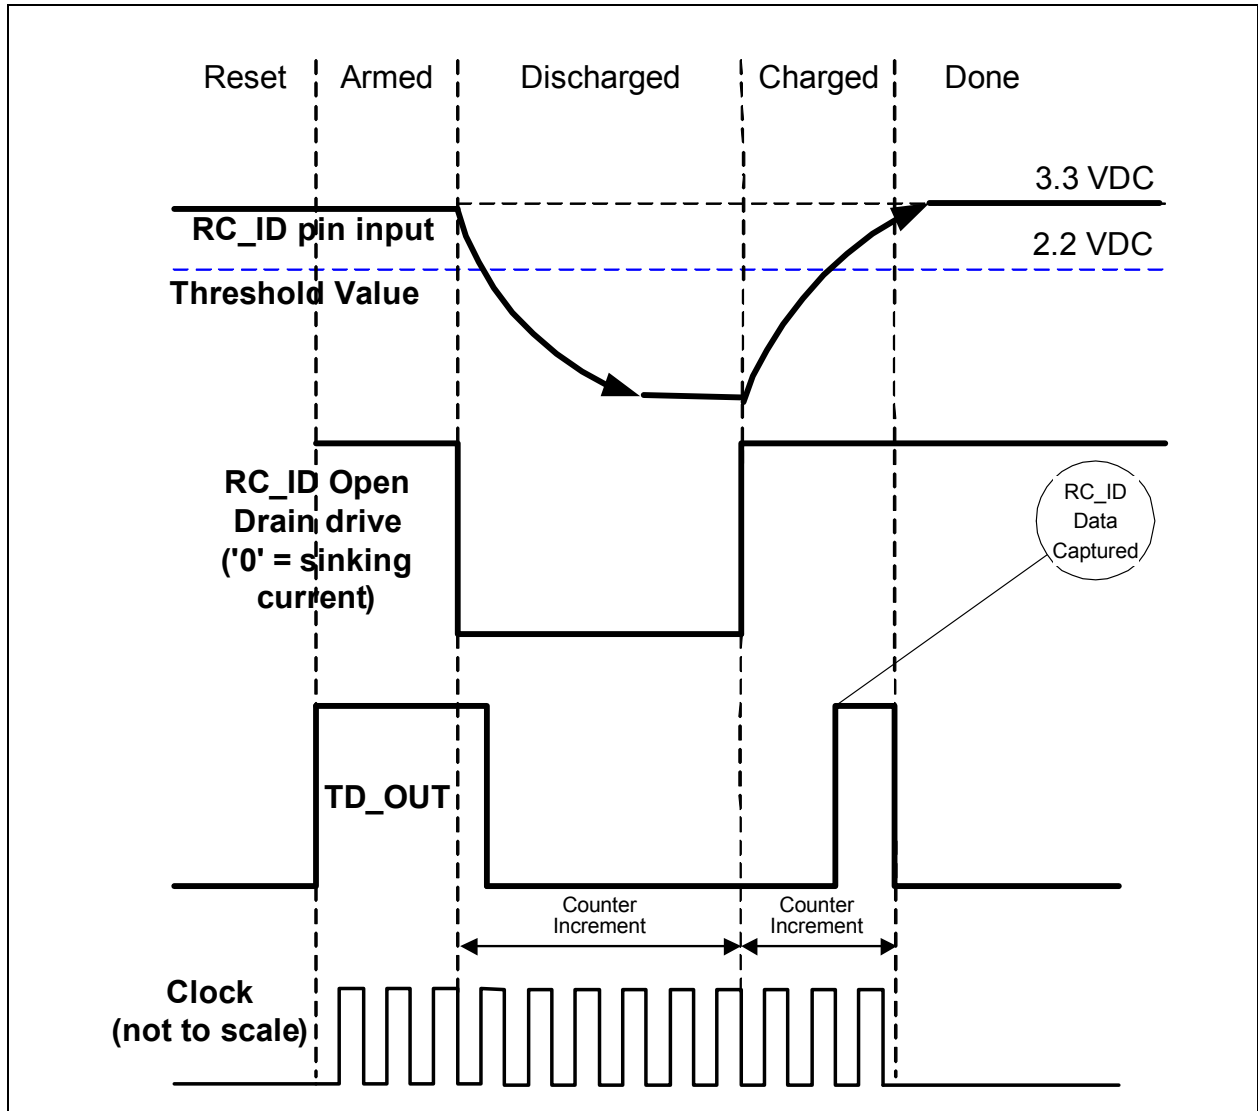 Reset
Armed
Discharged
Charged
Done
3.3 VDC
RC_ID pin input
2.2 VDC
Threshold Value
RC_ID Open
Drain drive
('0' = sinking
current)
RC_ID
Data
Captured
TD_OUT
Counter
Increment
Counter
Increment
Clock
(not to scale)